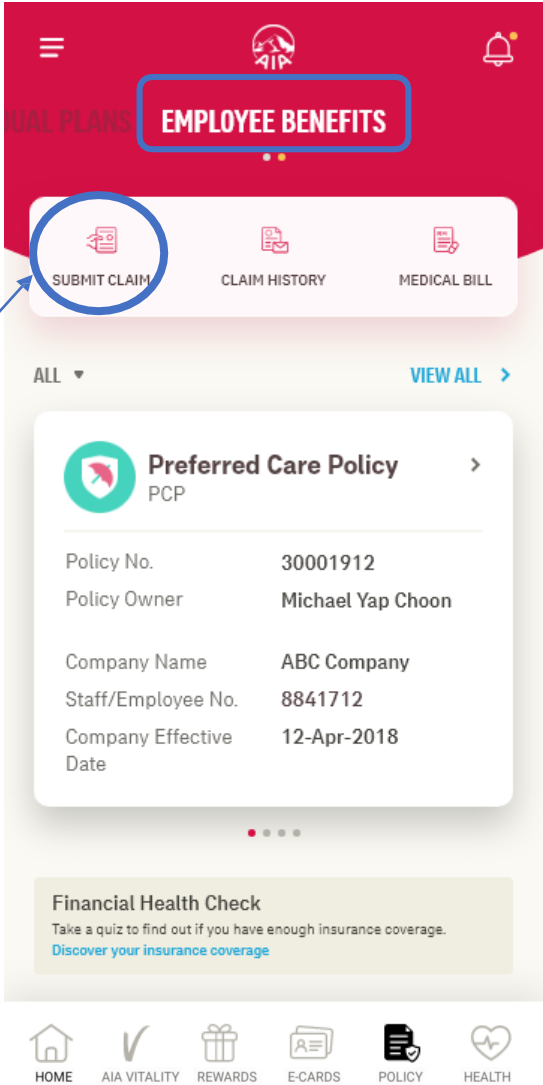 AIA
UAL PLANS EMPLOYEE BENEFITS
SUBMIT CLAIM CLAIM HISTORY MEDICAL BILL
ALL VIEW ALL
Preferred Care Policy
PCP
Policy No. 30001912
Policy Owner Michael Yap Choon
Company Name ABC Company
Staff/Employee No. 8841712
Company Effective 12-Apr-2018
Date
Financial Health Check
Take a quiz to find out if you have enough insurance coverage.
Discover your insurance coverage
HOME AIA VITALITY REWARDS E-CARDS POLICY HEALTH